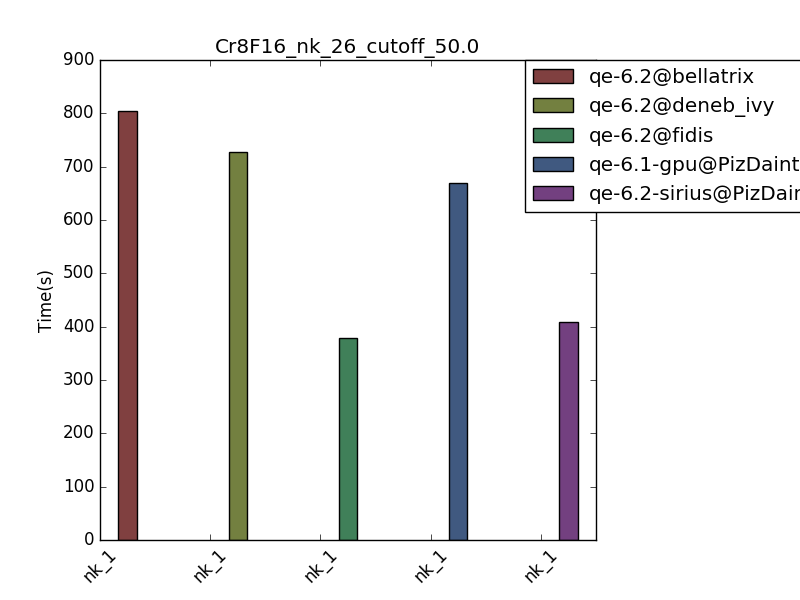 Cr8F16_nk_26_cutoff_50.0
900
800
700
600
500
400
300
200
100
0
Time(s)
nk_1
nk_1
nk_1
nk_1
nk_1
qe-6.2@bellatrix
qe-6.2@deneb_ivy
qe-6.2@fidis
qe-6.1-gpu@PizDaint
qe-6.2-sirius@PizDain